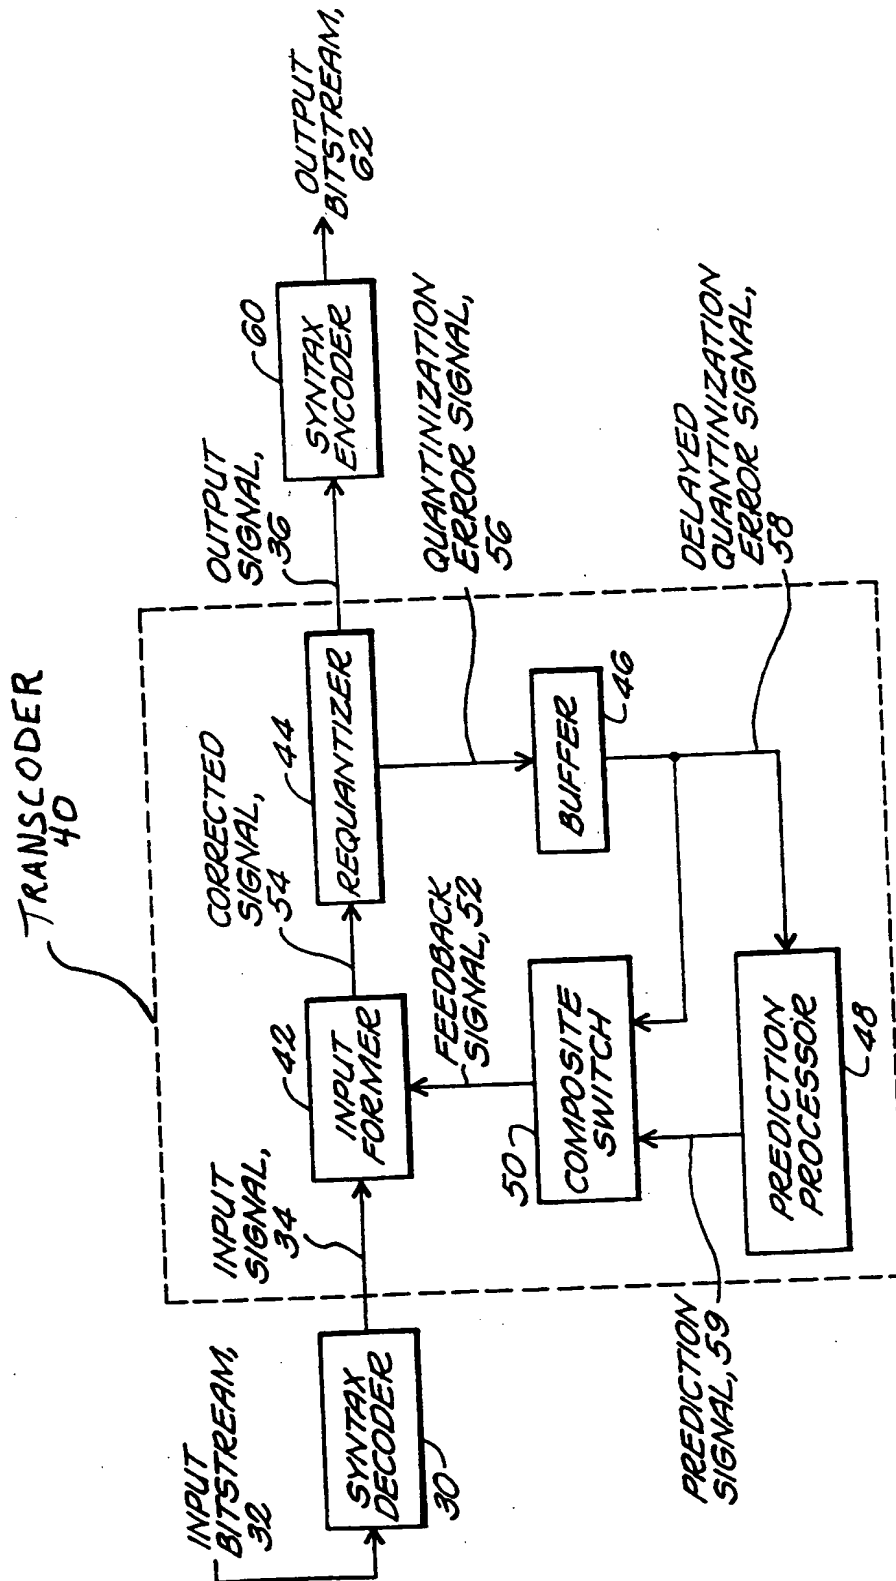 TRANSCODER
40
INPUT
BITSTREAM,
32
SYNTAX
DECODER
30
INPUT
SIGNAL,
34
INPUT
FORMER
42
CORRECTED
SIGNAL,
54
REQUANTIZER
44
OUTPUT
SIGNAL,
36
SYNTAX
ENCODER
60
OUTPUT
BITSTREAM,
62
FEEDBACK
SIGNAL, 52
QUANTINIZATION
ERROR SIGNAL,
56
BUFFER
46
COMPOSITE
SWITCH
50
DELAYED
QUANTINIZATION
ERROR SIGNAL,
58
PREDICTION
SIGNAL, 59
PREDICTION
PROCESSOR
48